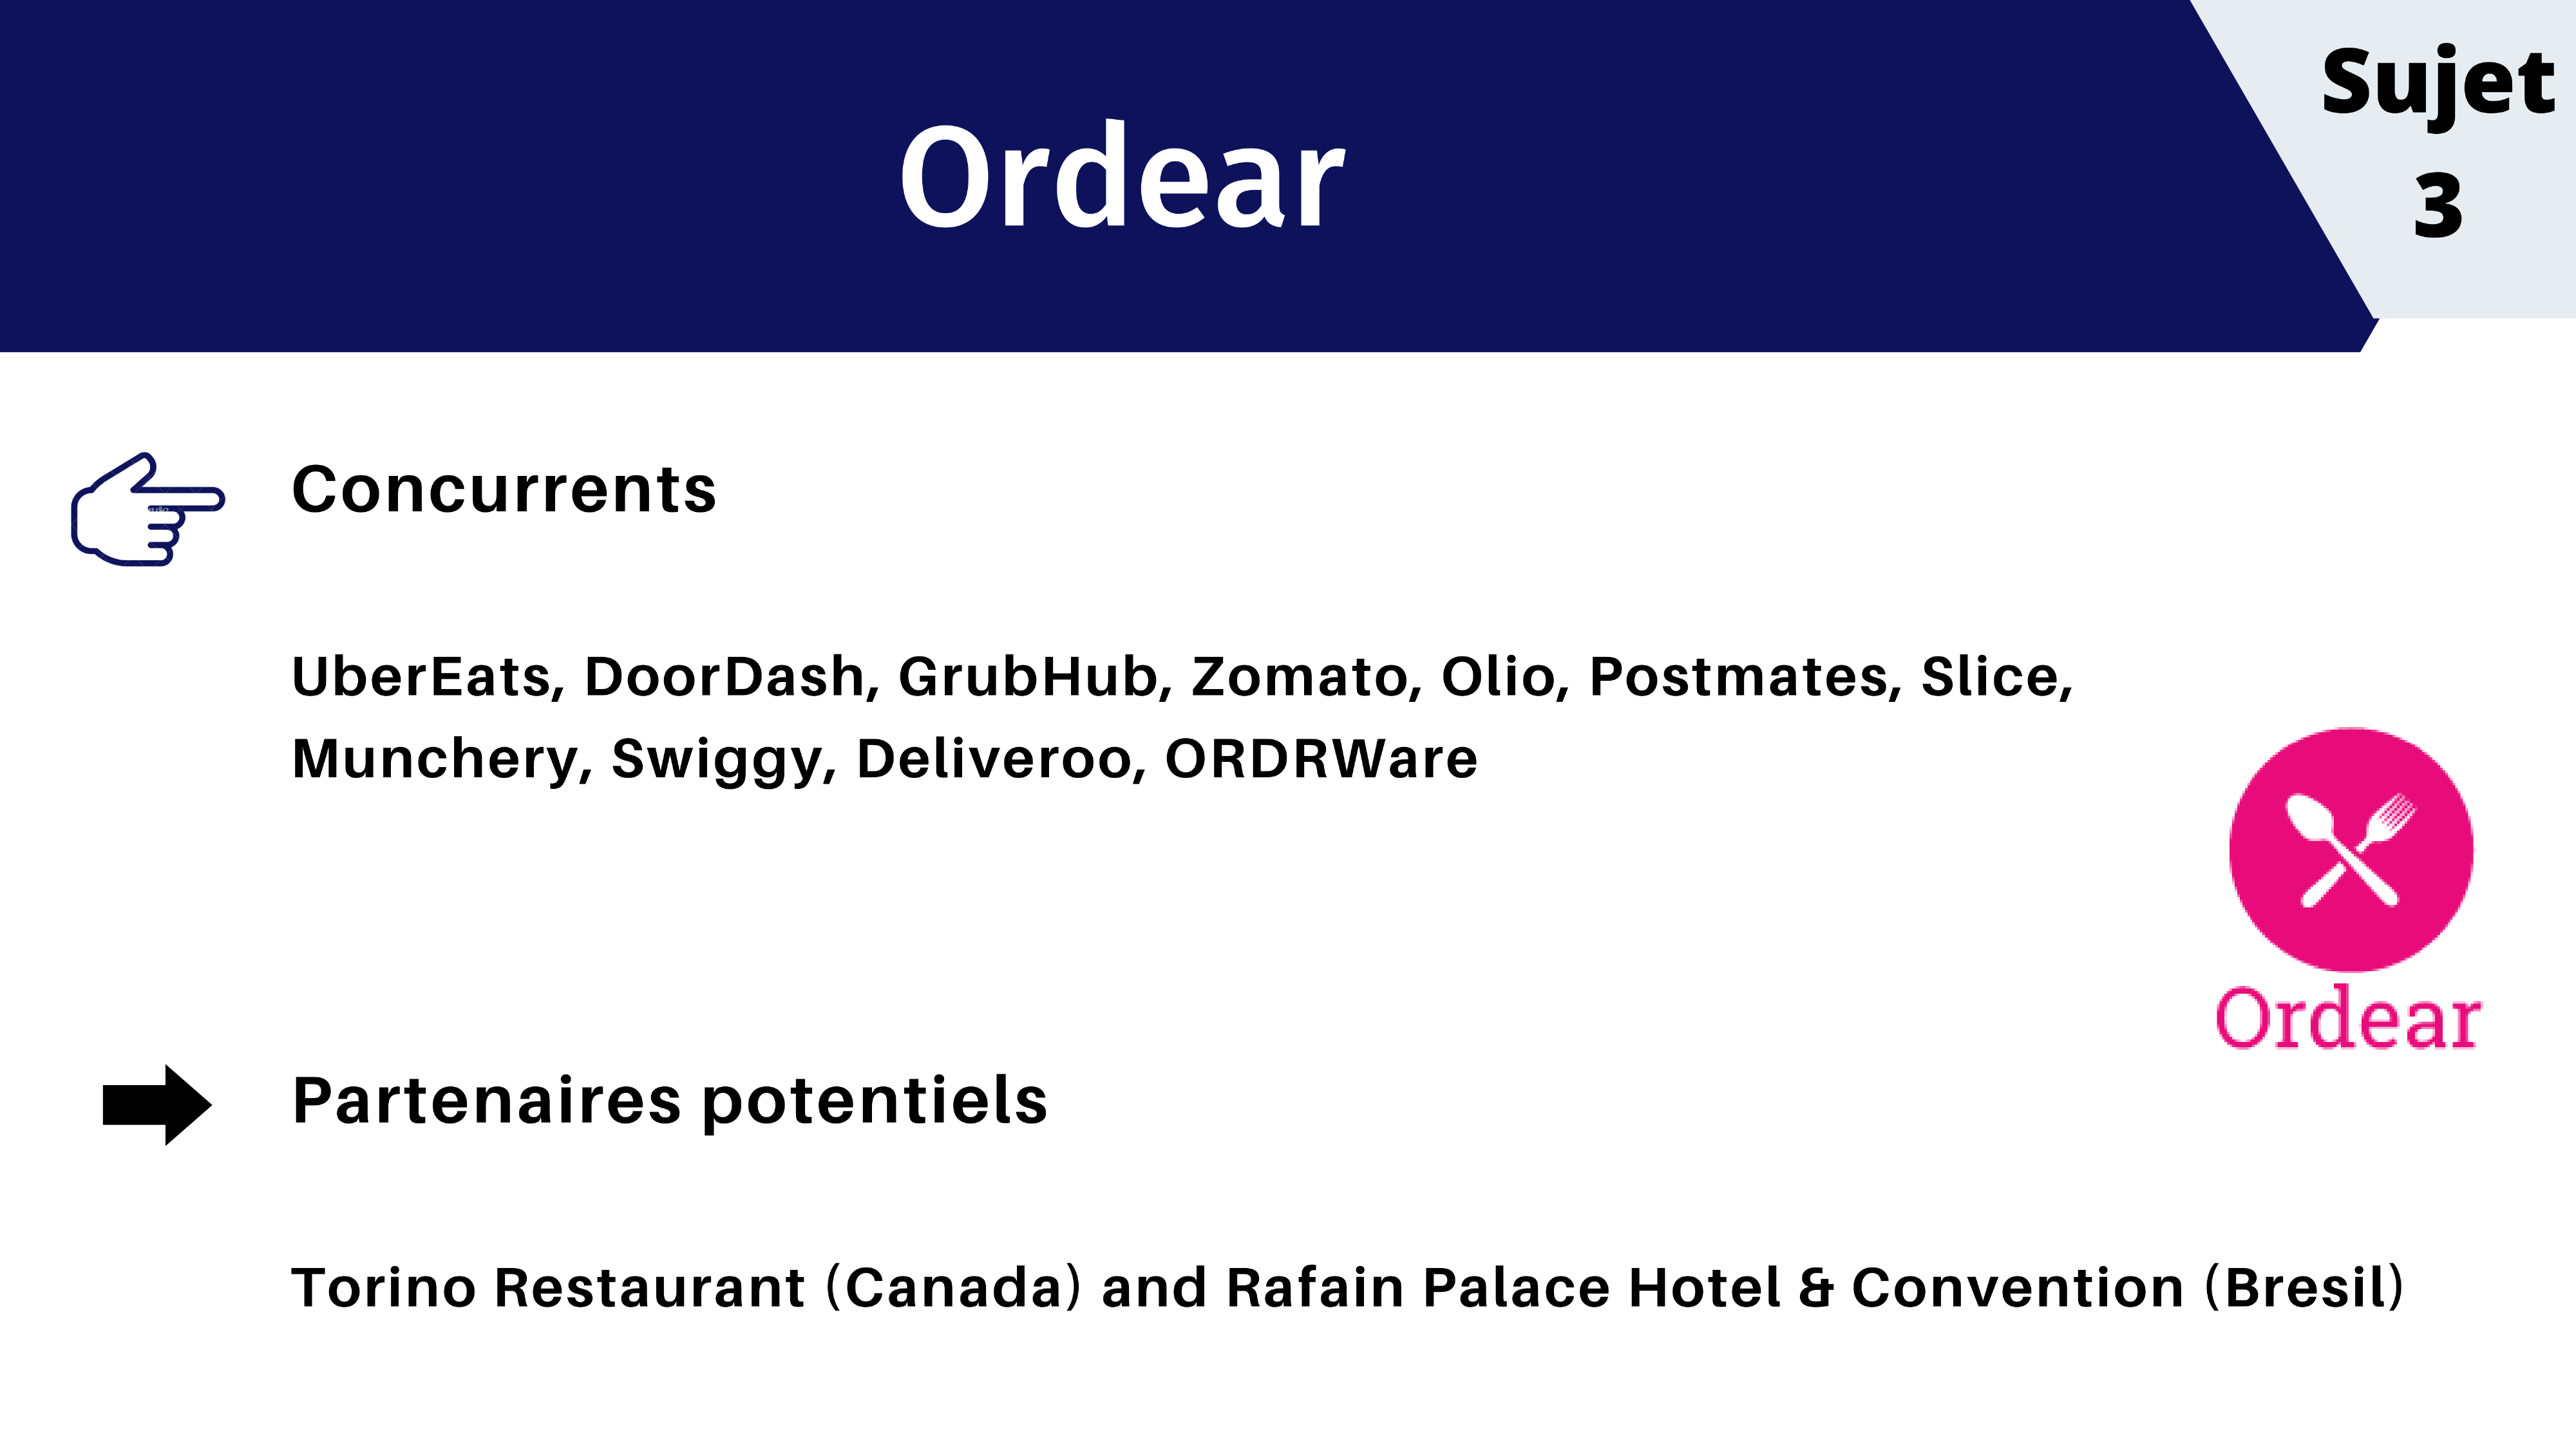 Ordear
Sujet
3
Concurrents
UberEats, DoorDash, GrubHub, Zomato, Olio, Postmates, Slice,
Munchery, Swiggy, Deliveroo, ORDRWare
Ordear
Partenaires potentiels
Torino Restaurant (Canada) and Rafain Palace Hotel & Convention (Bresil)